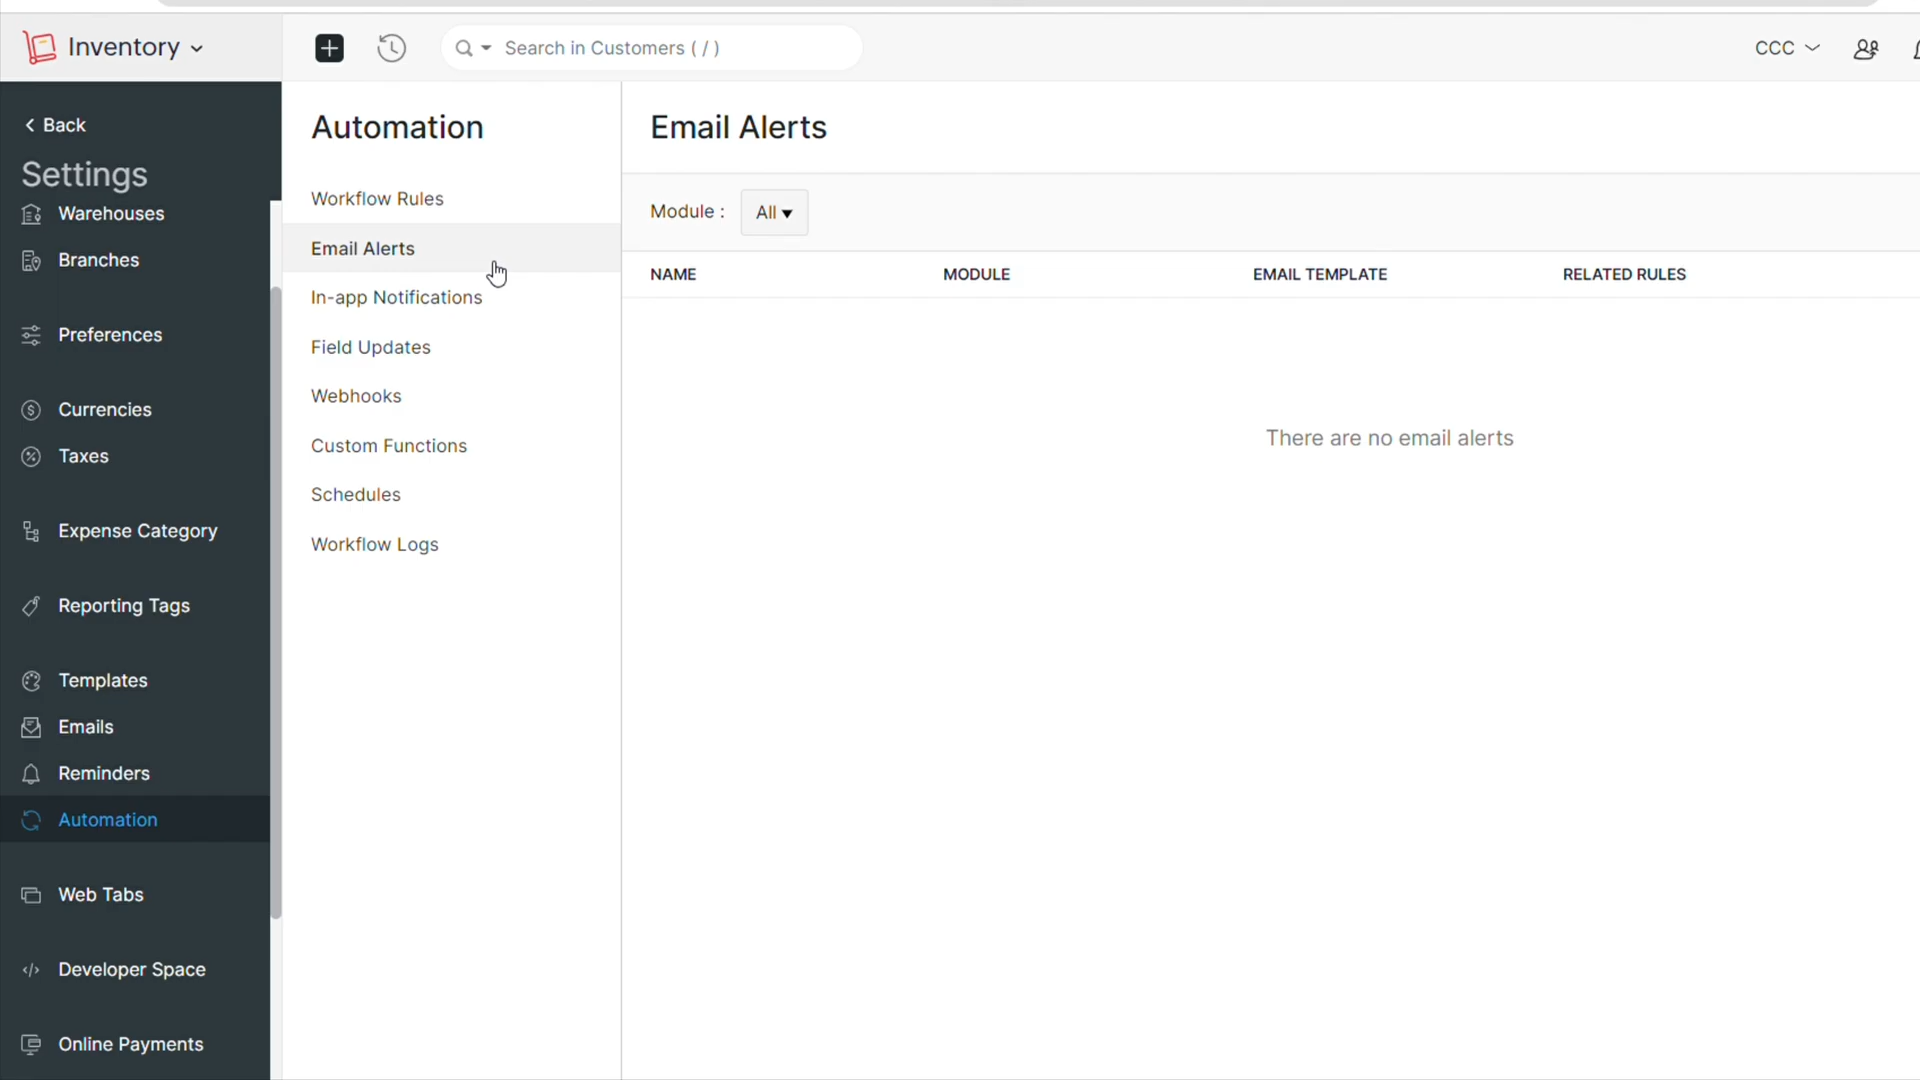 Inventory
Search in Customers ( / )
CCC
Back
Settings
Warehouses
Branches
Preferences
Currencies
Taxes
Expense Category
Reporting Tags
Templates
Emails
Reminders
Automation
Web Tabs
Developer Space
Online Payments
Automation
Workflow Rules
Email Alerts
In-app Notifications
Field Updates
Webhooks
Custom Functions
Schedules
Workflow Logs
Email Alerts
Module : All
NAME MODULE EMAIL TEMPLATE RELATED RULES
There are no email alerts